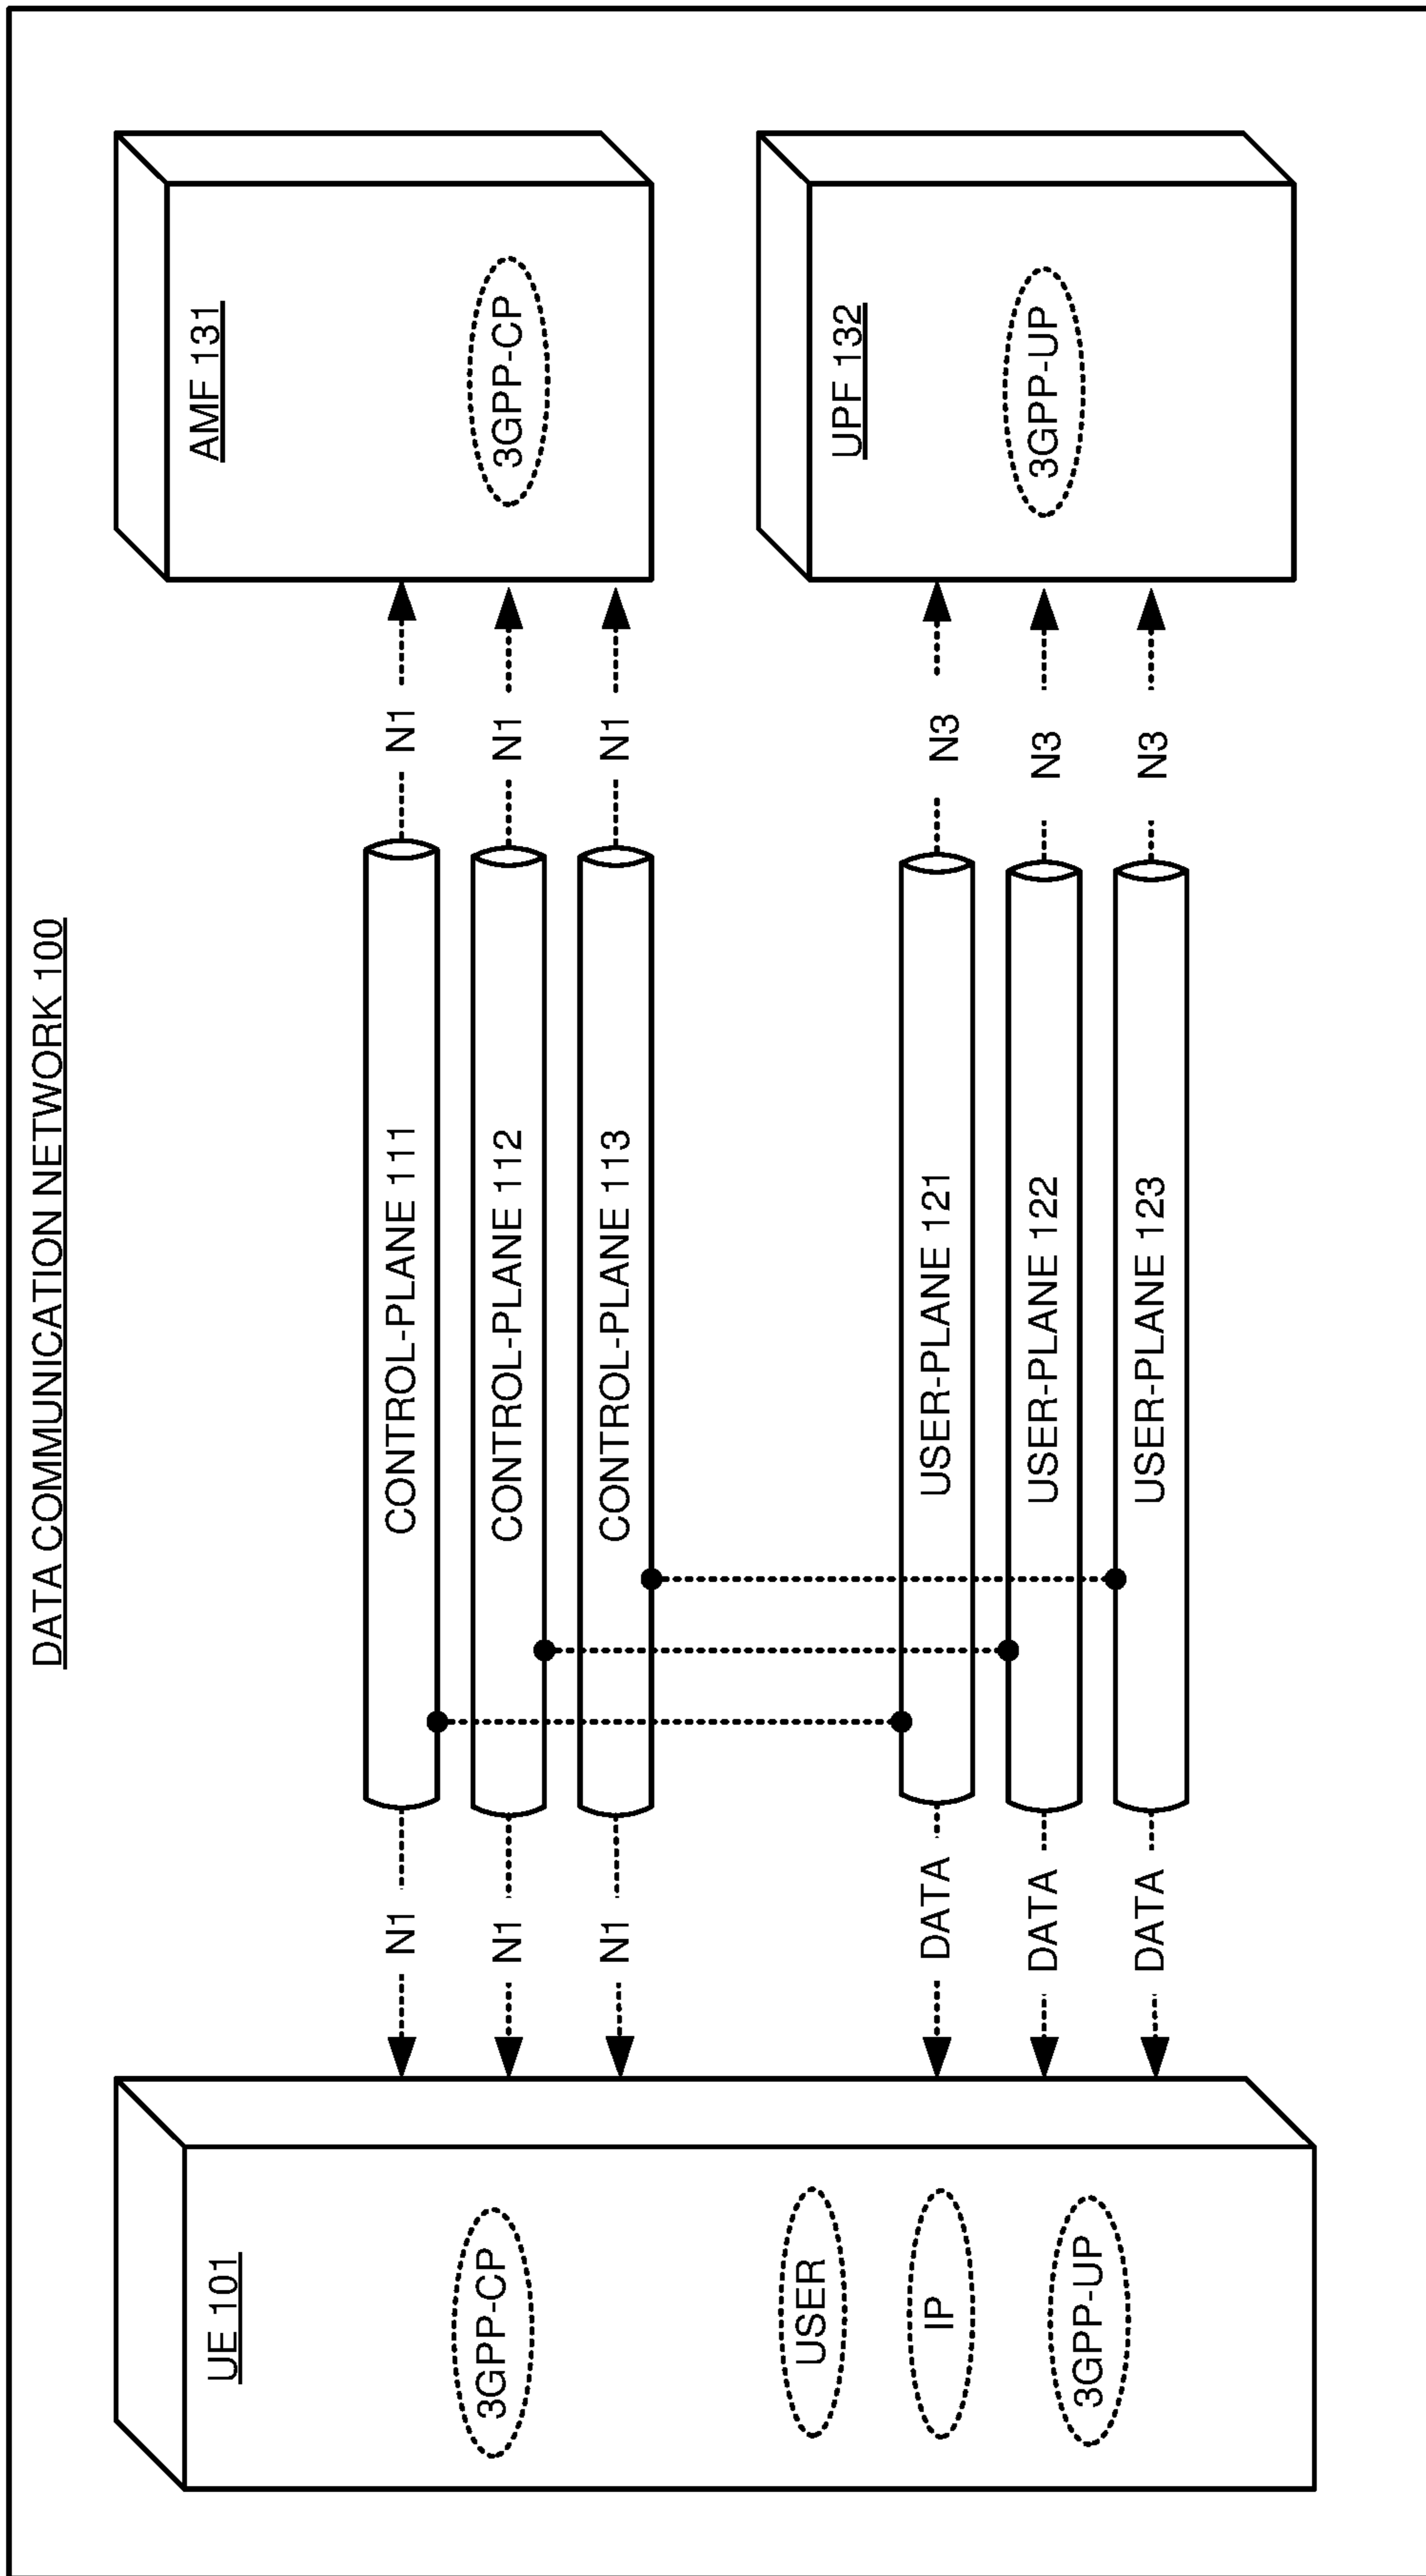 DATA COMMUNICATION NETWORK 100
UE 101
3GPP-CP
USER
IP
3GPP-UP
N1
CONTROL-PLANE 111
N1
N1
CONTROL-PLANE 112
N1
N1
CONTROL-PLANE 113
N1
DATA
USER-PLANE 121
N3
DATA
USER-PLANE 122
N3
DATA
USER-PLANE 123
N3
AMF 131
3GPP-CP
UPF 132
3GPP-UP